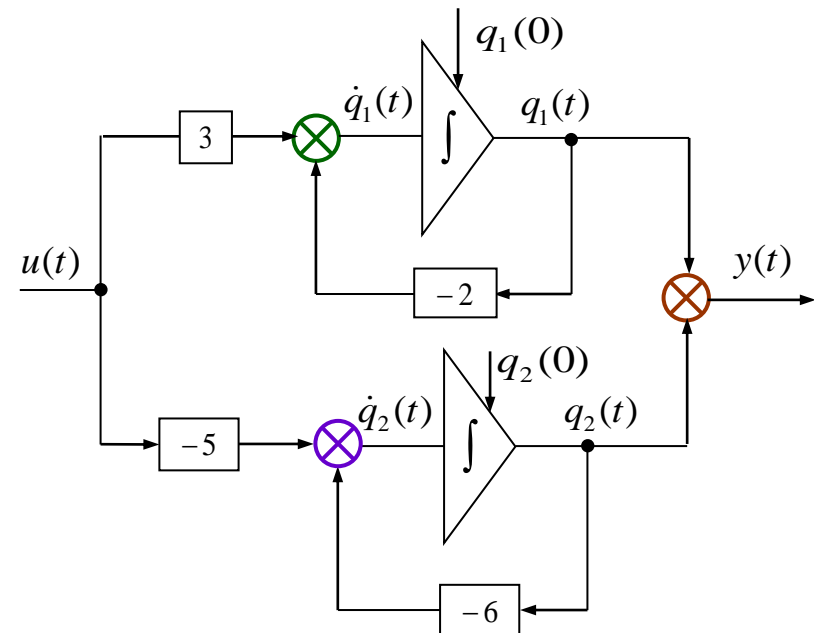 q₁(0)
q̇₁(t)
q₁(t)
3
∫
u(t)
−2
y(t)
q₂(0)
q̇₂(t)
q₂(t)
−5
∫
−6